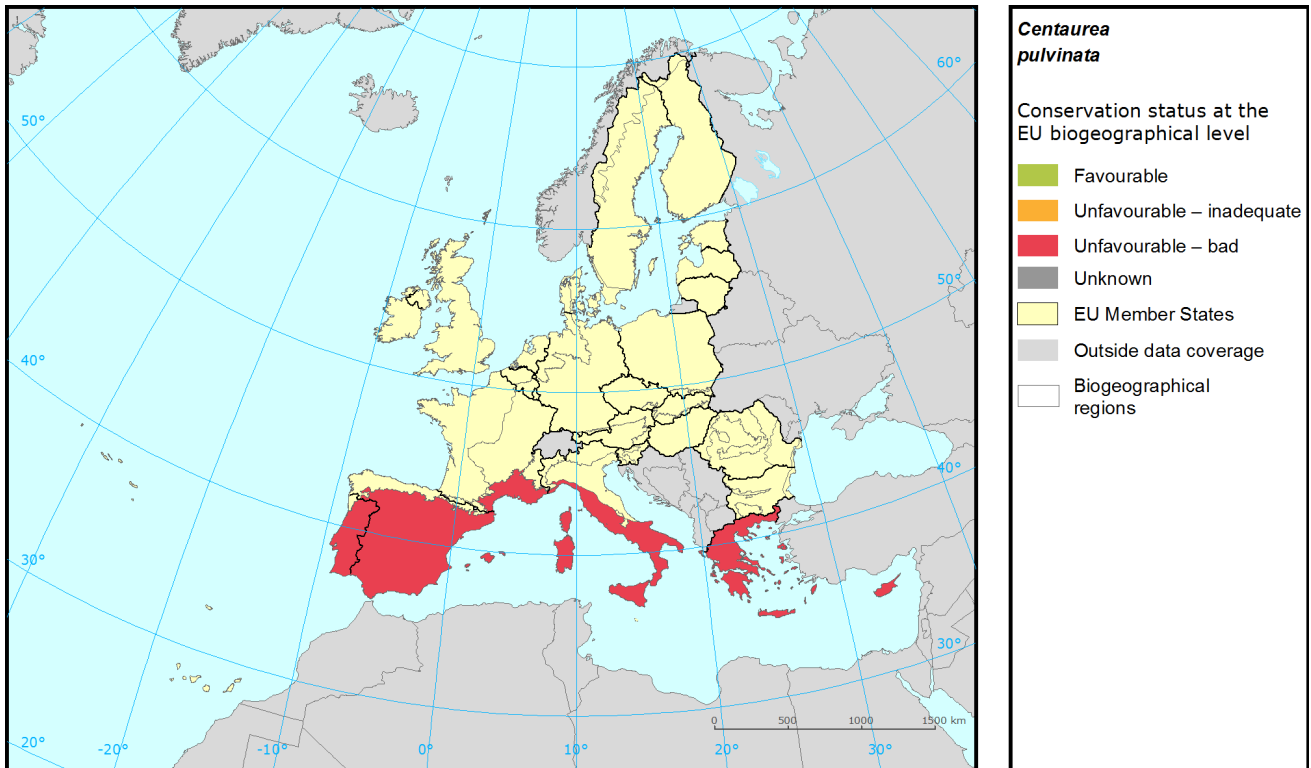 60°
50°
50°
40°
40°
30°
30°
20°
-20°
-10°
0°
10°
20°
30°
0
500
1000
1500 km
Centaurea
pulvinata
Conservation status at the
EU biogeographical level
Favourable
Unfavourable – inadequate
Unfavourable – bad
Unknown
EU Member States
Outside data coverage
Biogeographical
regions